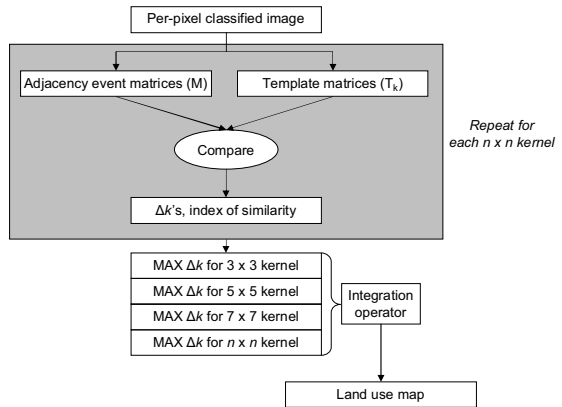 Per-pixel classified image
Adjacency event matrices (M)
Template matrices (Tk)
Repeat for
each n x n kernel
Compare
Δk's, index of similarity
MAX Δk for 3 x 3 kernel
MAX Δk for 5 x 5 kernel
MAX Δk for 7 x 7 kernel
MAX Δk for n x n kernel
Integration
operator
Land use map